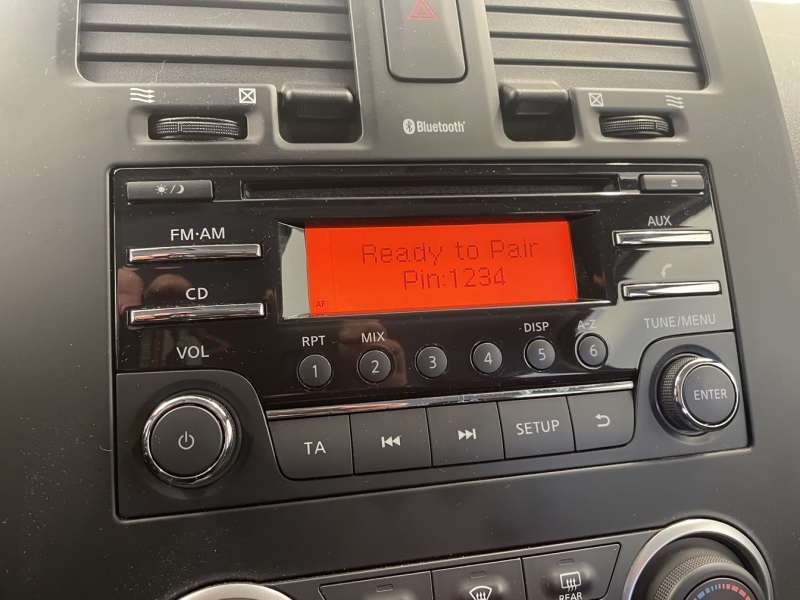 Bluetooth®
FM·AM
AUX
Ready to Pair
Pin:1234
AF
CD
VOL
TUNE/MENU
RPT MIX DISP A-Z
1 2 3 4 5 6
ENTER
TA SETUP
REAR